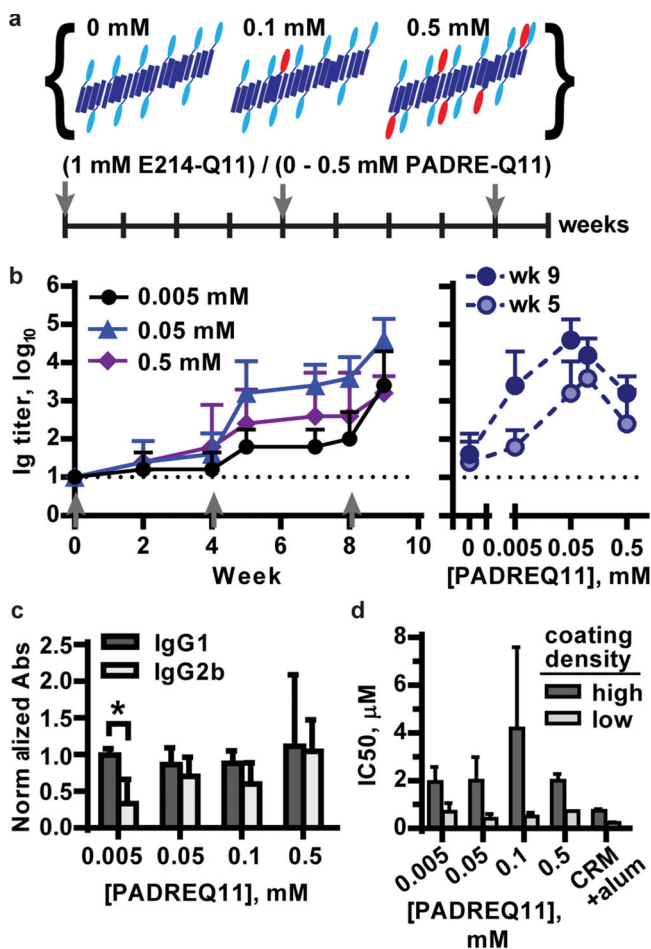 a
0 mM 0.1 mM 0.5 mM
(1 mM E214-Q11) / (0 - 0.5 mM PADRE-Q11)
weeks
b
Ig titer, log10
6
5
4
3
2
1
0
0.005 mM
0.05 mM
0.5 mM
0 2 4 6 8 10
Week
wk 9
wk 5
0 0.005 0.05 0.5
[PADREQ11], mM
c
Norm alized Abs
2.5
2.0
1.5
1.0
0.5
0.0
IgG1
IgG2b
*
0.005 0.05 0.1 0.5
[PADREQ11], mM
d
IC50, µM
8
6
4
2
0
coating
density
high
low
0.005 0.05 0.1 0.5 CRM
+alum
[PADREQ11],
mM